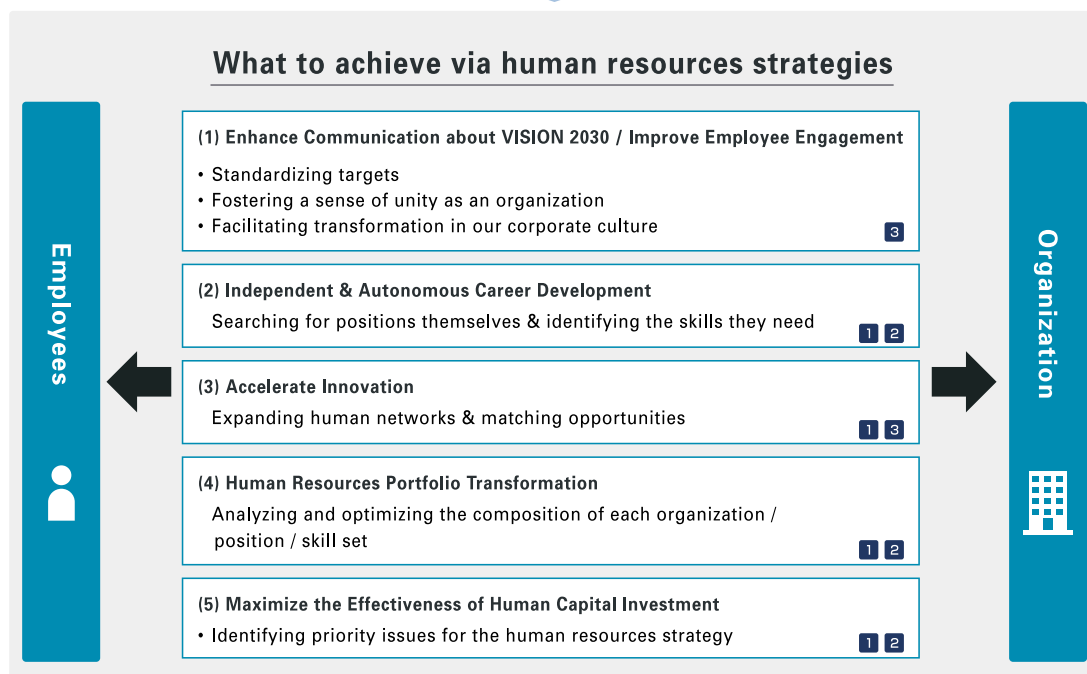 What to achieve via human resources strategies
Employees
(1) Enhance Communication about VISION 2030 / Improve Employee Engagement
• Standardizing targets
• Fostering a sense of unity as an organization
• Facilitating transformation in our corporate culture
3
(2) Independent & Autonomous Career Development
Searching for positions themselves & identifying the skills they need
1 2
(3) Accelerate Innovation
Expanding human networks & matching opportunities
1 3
(4) Human Resources Portfolio Transformation
Analyzing and optimizing the composition of each organization /
position / skill set
1 2
(5) Maximize the Effectiveness of Human Capital Investment
• Identifying priority issues for the human resources strategy
1 2
Organization